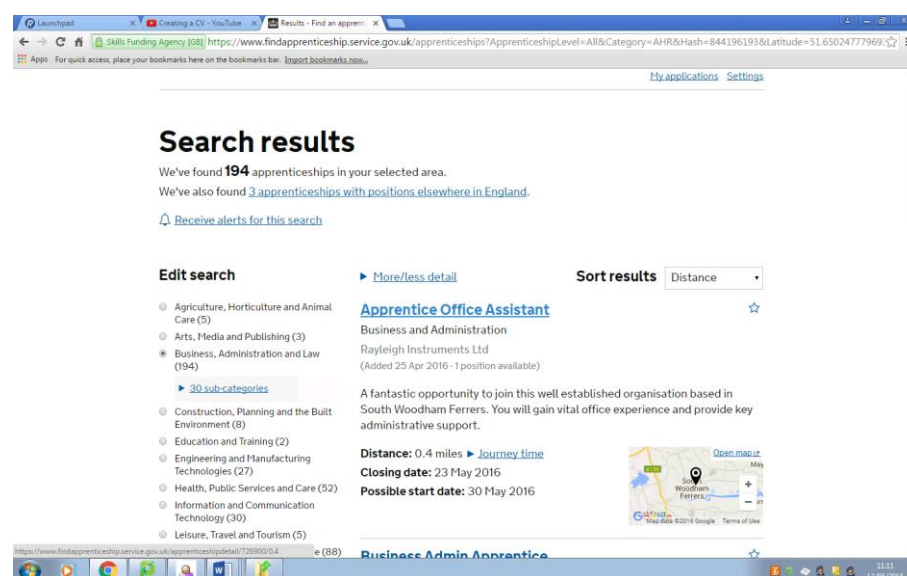 Launchpad
Creating a CV - YouTube
Results - Find an apprenti
Skills Funding Agency [GB] https://www.findapprenticeship.service.gov.uk/apprenticeships?ApprenticeshipLevel=All&Category=AHR&Hash=844196193&Latitude=51.65024777969
Apps For quick access, place your bookmarks here on the bookmarks bar. Import bookmarks now...
My applications Settings
Search results
We've found 194 apprenticeships in your selected area.
We've also found 3 apprenticeships with positions elsewhere in England.
Receive alerts for this search
Edit search
Agriculture, Horticulture and Animal
Care (5)
Arts, Media and Publishing (3)
Business, Administration and Law
(194)
30 sub-categories
Construction, Planning and the Built
Environment (8)
Education and Training (2)
Engineering and Manufacturing
Technologies (27)
Health, Public Services and Care (52)
Information and Communication
Technology (30)
Leisure, Travel and Tourism (5)
e (88)
More/less detail
Sort results Distance
Apprentice Office Assistant
Business and Administration
Rayleigh Instruments Ltd
(Added 25 Apr 2016 - 1 position available)
A fantastic opportunity to join this well established organisation based in
South Woodham Ferrers. You will gain vital office experience and provide key
administrative support.
Distance: 0.4 miles Journey time
Closing date: 23 May 2016
Possible start date: 30 May 2016
Open map
South
Woodham
Ferrers
Map data ©2016 Google Terms of Use
Business Admin Apprentice
https://www.findapprenticeship.service.gov.uk/apprenticeshipdetail/726900/0.4
11:11